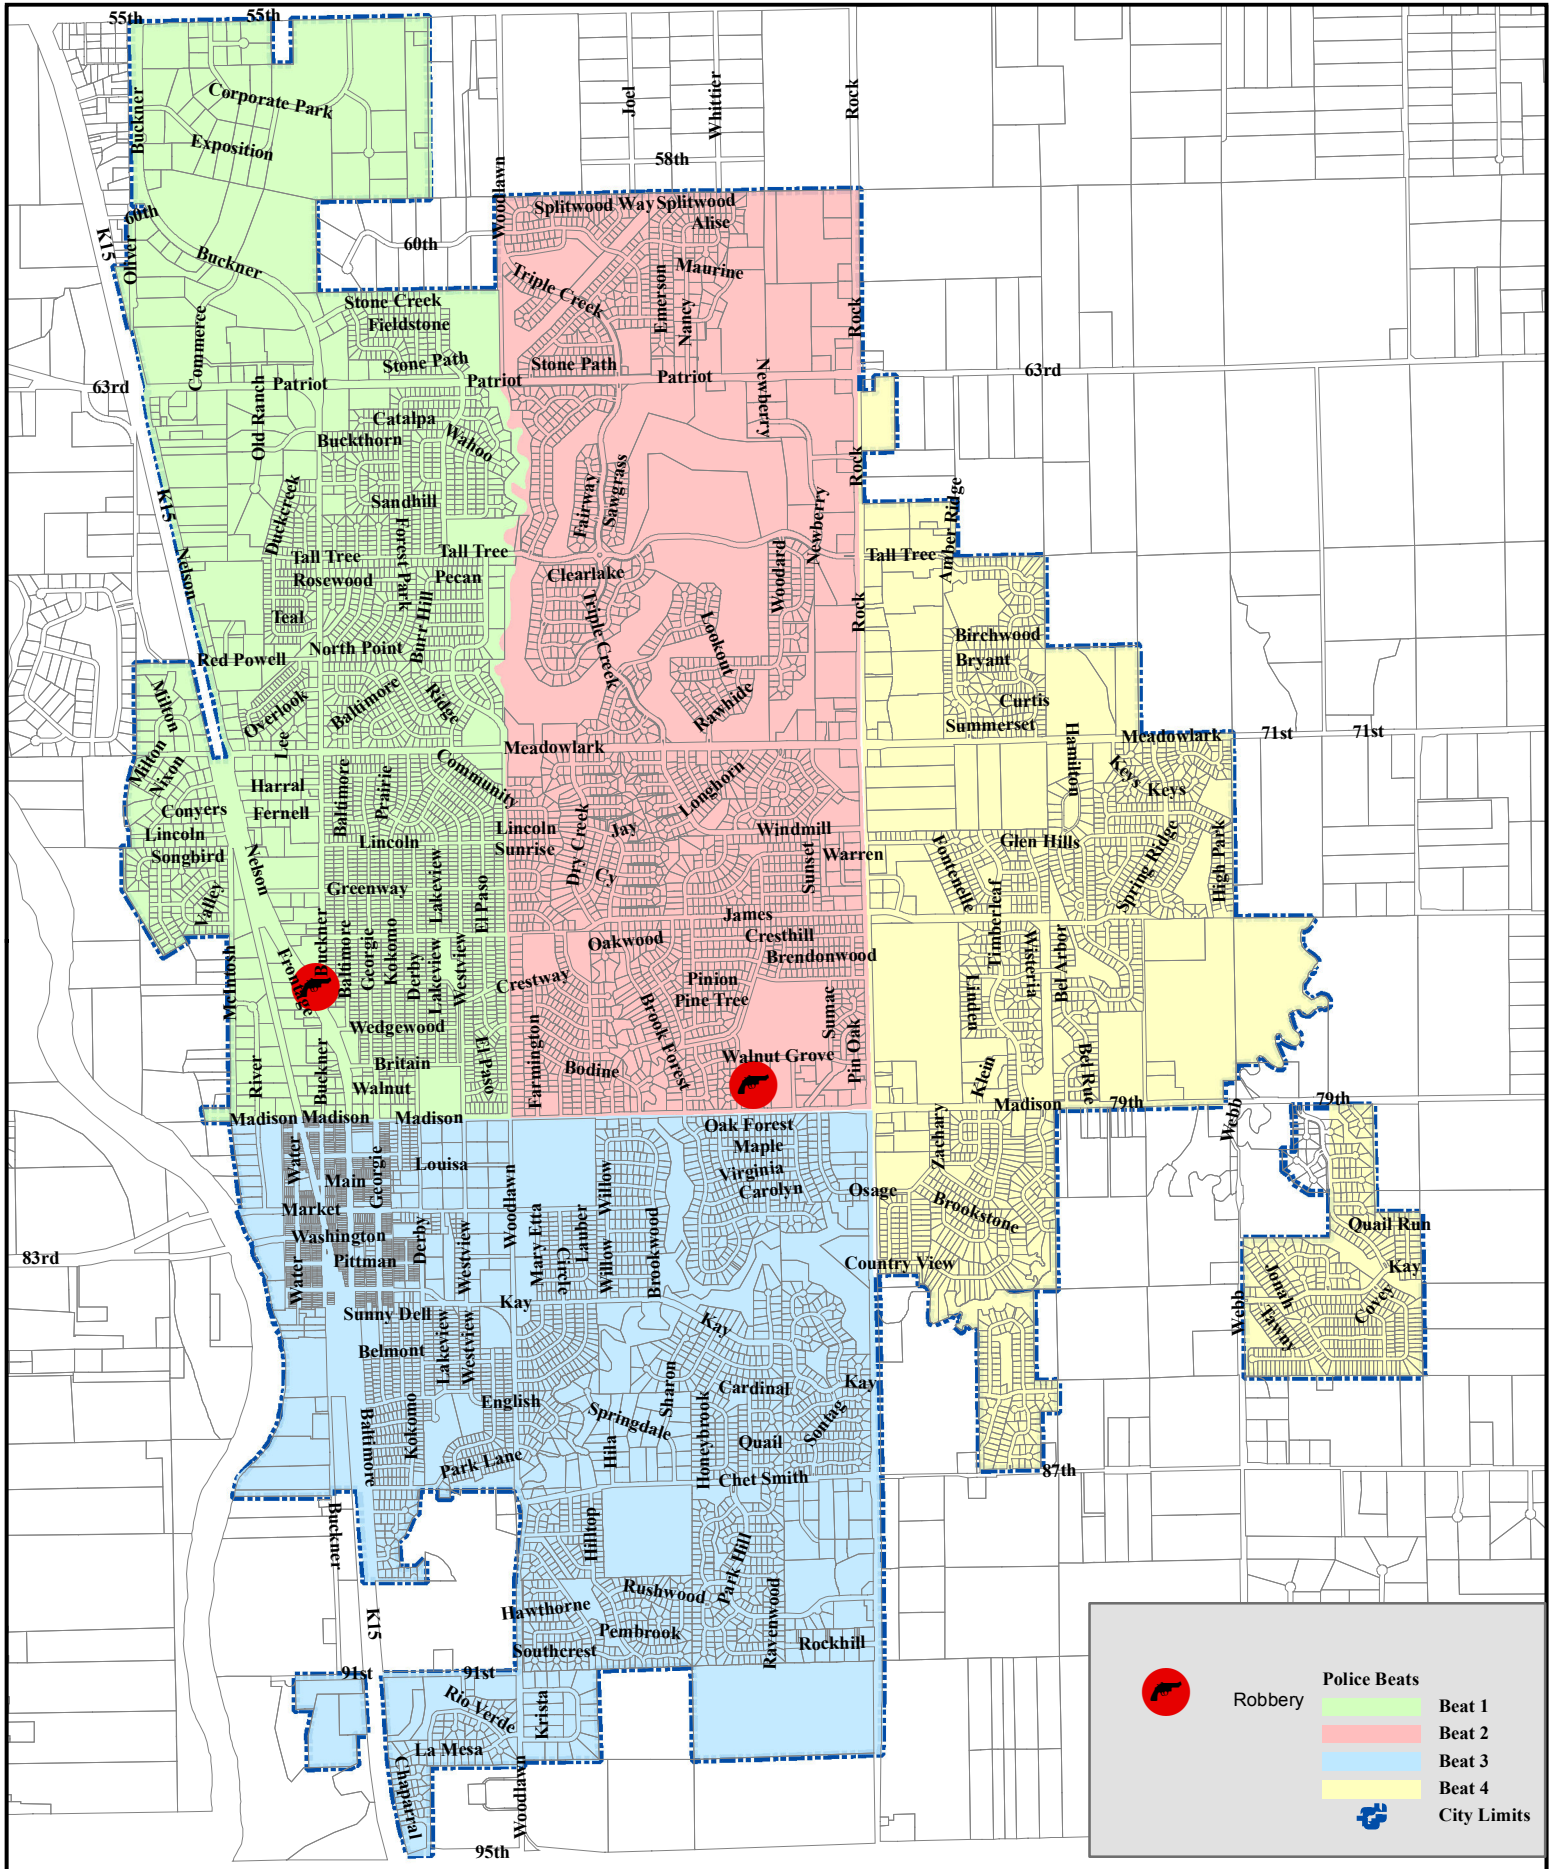 55th
55th
Corporate Park
Buckner
Exposition
Joel
Whittier
Rock
58th
Woodlawn
60th
K15
Oliver
Buckner
60th
Splitwood Way
Splitwood
Alise
Triple Creek
Maurine
Emerson
Nancy
Rock
Stone Creek
Fieldstone
Commerce
Stone Path
Stone Path
63rd
Patriot
Patriot
Patriot
63rd
Old Ranch
Newberry
Catalpa
Buckthorn
Wahoo
Rock
K15
Duckcreek
Sandhill
Fairway
Sawgrass
Newberry
Amber Ridge
Nelson
Tall Tree
Forest Park
Tall Tree
Tall Tree
Rosewood
Pecan
Clearlake
Woodard
Teal
Burr Hill
Triple Creek
Lookout
Rock
Birchwood
North Point
Red Powell
Bryant
Milton
Overlook
Baltimore
Ridge
Rawhide
Curtis
Summerset
Lee
Meadowlark
Hamilton
Meadowlark
71st
71st
Milton
Nixon
Harral
Baltimore
Prairie
Community
Longhorn
Keys
Keys
Conyers
Fernell
Lincoln
Lincoln
Lincoln
Dry Creek
Jay
Windmill
Glen Hills
Songbird
Nelson
Sunrise
Cy
Sunset
Warren
Fontenelle
Spring Ridge
High Park
Valley
Greenway
Lakeview
El Paso
Timberleaf
James
Buckner
Baltimore
Georgie
Kokomo
Oakwood
Cresthill
Brendonwood
McIntosh
Frontage
Derby
Lakeview
Westview
Crestway
Pinion
Pine Tree
Linden
Wisteria
Bel Arbor
Wedgewood
Brook Forest
Sumac
Pin Oak
River
Buckner
Britain
El Paso
Farmington
Bodine
Walnut Grove
Klein
Bel Rue
Walnut
Madison
Madison
Madison
Madison
79th
79th
Oak Forest
Zachary
Webb
Water
Georgie
Louisa
Maple
Virginia
Main
Woodlawn
Willow
Carolyn
Osage
Market
Mary Etta
Lauber
Brookstone
Quail Run
Washington
Derby
Westview
Circle
Willow
Brookwood
83rd
Water
Pittman
Country View
Jonah
Kay
Sunny Dell
Kay
Kay
Webb
Covey
Tawny
Belmont
Lakeview
Westview
Sharon
Cardinal
Kay
English
Baltimore
Kokomo
Springdale
Honeybrook
Sontag
Hila
Quail
Park Lane
Chet Smith
87th
Buckner
Hilltop
Park Hill
Rushwood
Hawthorne
Ravenwood
K15
Pembrook
Southcrest
Rockhill
91st
91st
Rio Verde
Krista
La Mesa
Chaparral
Woodlawn
95th
Robbery
Police Beats
Beat 1
Beat 2
Beat 3
Beat 4
City Limits